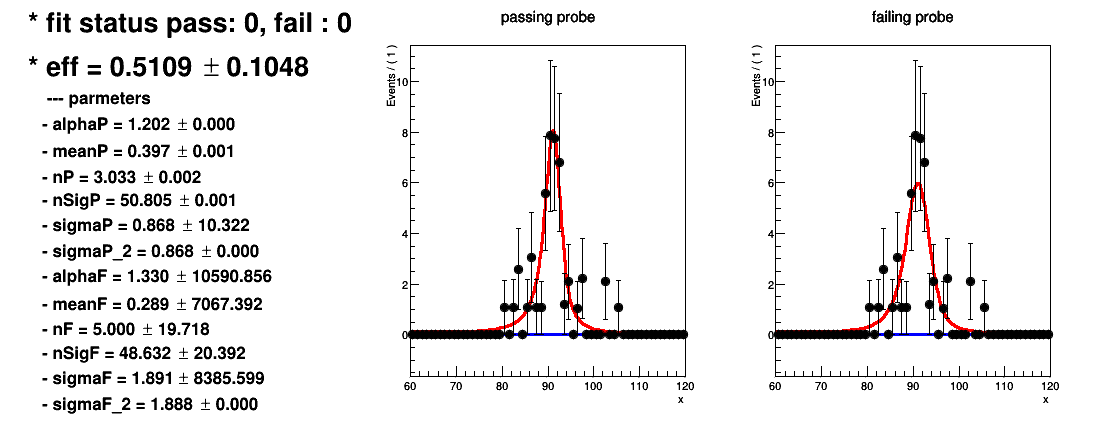 * fit status pass: 0, fail : 0
* eff = 0.5109 ± 0.1048
--- parmeters
- alphaP = 1.202 ± 0.000
- meanP = 0.397 ± 0.001
- nP = 3.033 ± 0.002
- nSigP = 50.805 ± 0.001
- sigmaP = 0.868 ± 10.322
- sigmaP_2 = 0.868 ± 0.000
- alphaF = 1.330 ± 10590.856
- meanF = 0.289 ± 7067.392
- nF = 5.000 ± 19.718
- nSigF = 48.632 ± 20.392
- sigmaF = 1.891 ± 8385.599
- sigmaF_2 = 1.888 ± 0.000
passing probe
Events / ( 1 )
10
8
6
4
2
0
60 70 80 90 100 110 120
x
failing probe
Events / ( 1 )
10
8
6
4
2
0
60 70 80 90 100 110 120
x